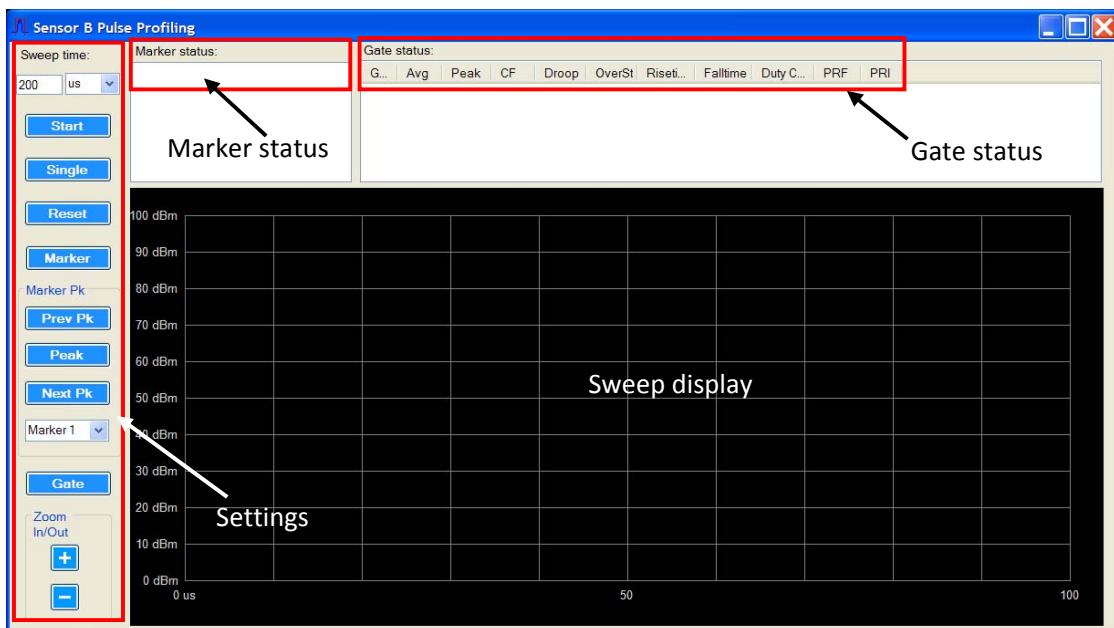 Sensor B Pulse Profiling
Sweep time:
200 us
Start
Single
Reset
Marker
Marker Pk
Prev Pk
Peak
Next Pk
Marker 1
Gate
Zoom
In/Out
+
−
Settings
Marker status:
Marker status
Gate status:
G... Avg Peak CF Droop OverSt Riseti... Falltime Duty C... PRF PRI
Gate status
100 dBm
90 dBm
80 dBm
70 dBm
60 dBm
50 dBm
40 dBm
30 dBm
20 dBm
10 dBm
0 dBm
0 us 50 100
Sweep display